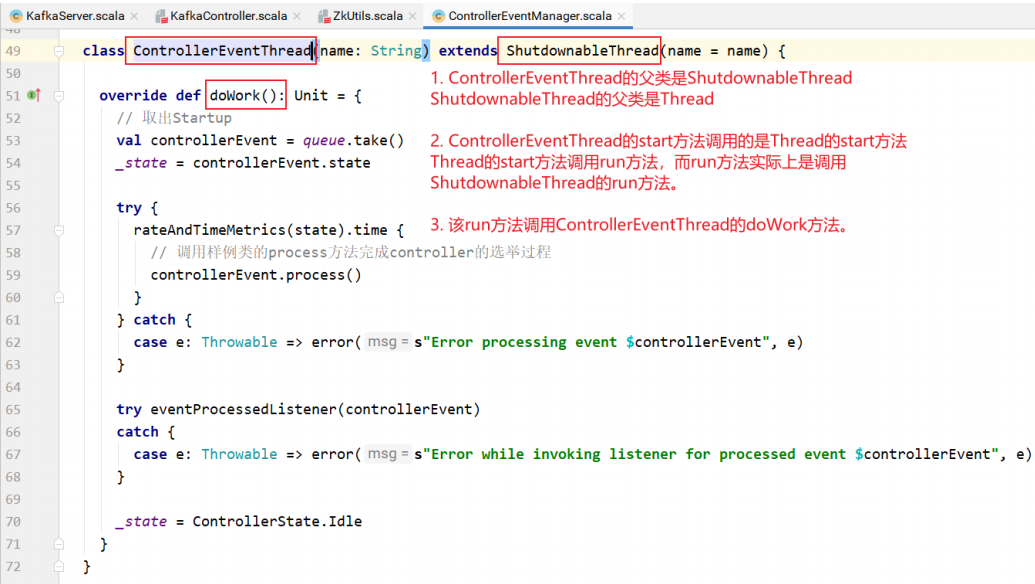 KafkaServer.scala × KafkaController.scala × ZkUtils.scala × ControllerEventManager.scala ×
48
49 class ControllerEventThread(name: String) extends ShutdownableThread(name = name) {
1. ControllerEventThread的父类是ShutdownableThread
50
ShutdownableThread的父类是Thread
51 override def doWork(): Unit = {
52 // 取出Startup
2. ControllerEventThread的start方法调用的是Thread的start方法
53 val controllerEvent = queue.take()
Thread的start方法调用run方法，而run方法实际上是调用
54 _state = controllerEvent.state
ShutdownableThread的run方法。
55
56 try {
3. 该run方法调用ControllerEventThread的doWork方法。
57 rateAndTimeMetrics(state).time {
58 // 调用样例类的process方法完成controller的选举过程
59 controllerEvent.process()
60 }
61 } catch {
62 case e: Throwable => error( msg = s"Error processing event $controllerEvent", e)
63 }
64
65 try eventProcessedListener(controllerEvent)
66 catch {
67 case e: Throwable => error( msg = s"Error while invoking listener for processed event $controllerEvent", e)
68 }
69
70 _state = ControllerState.Idle
71 }
72 }